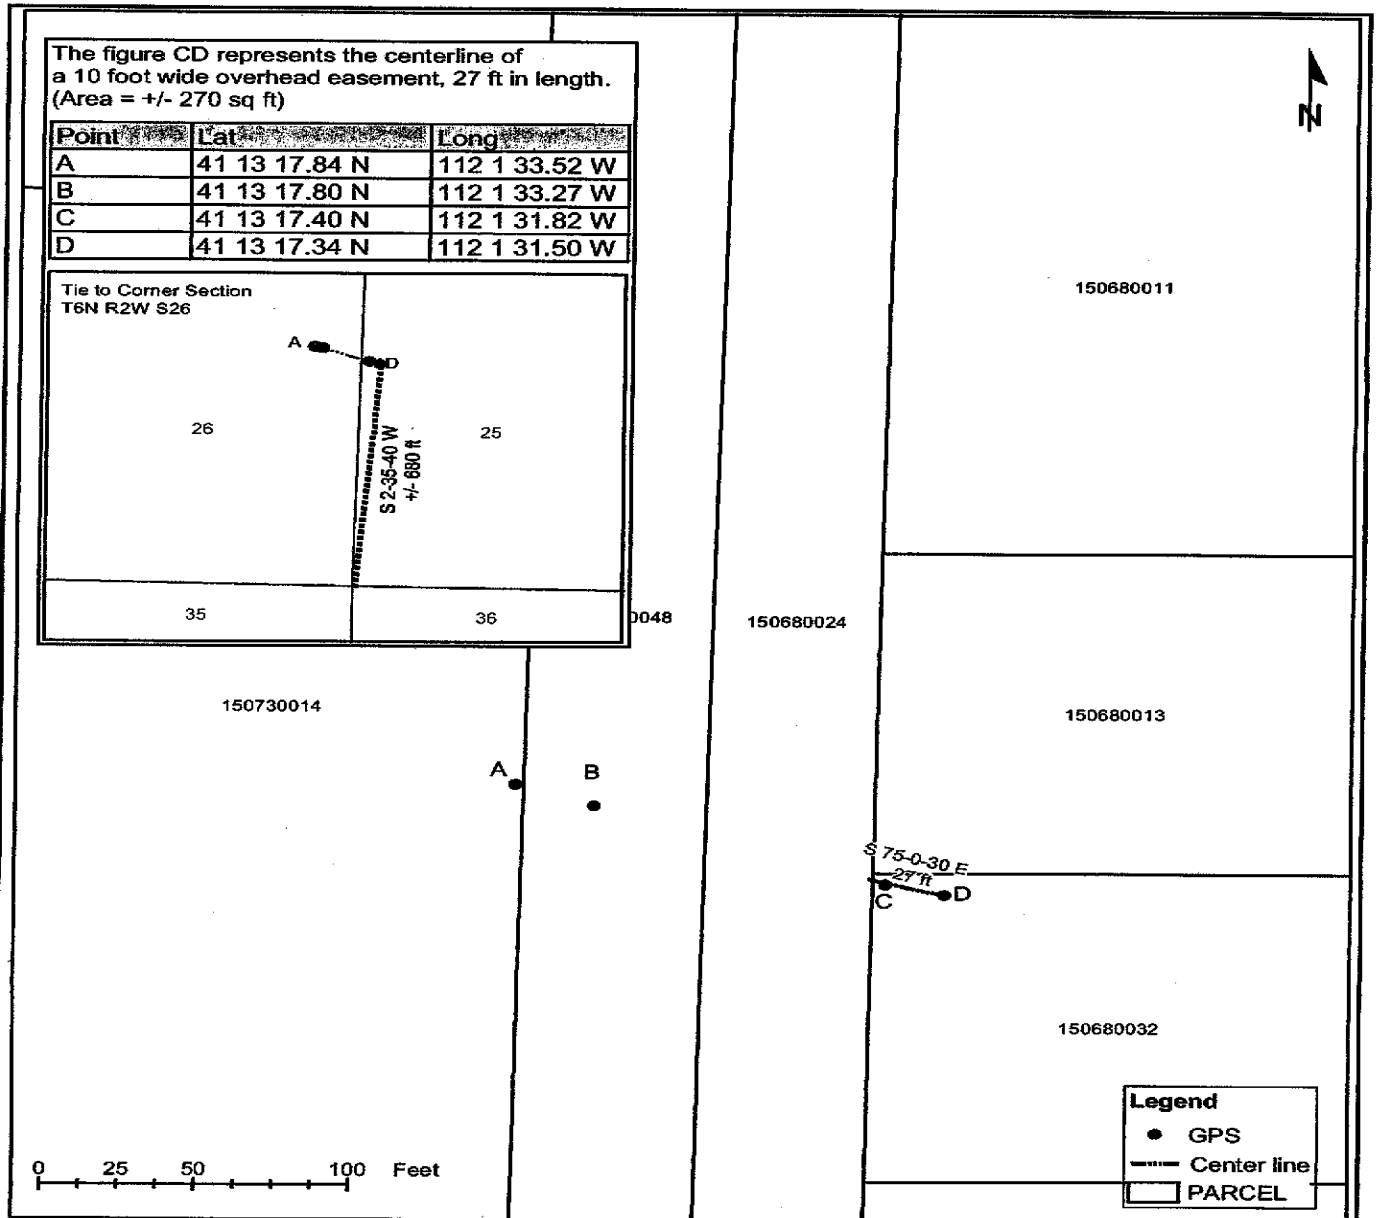 The figure CD represents the centerline of
a 10 foot wide overhead easement, 27 ft in length.
(Area = +/- 270 sq ft)
Point Lat Long
A 41 13 17.84 N 112 1 33.52 W
B 41 13 17.80 N 112 1 33.27 W
C 41 13 17.40 N 112 1 31.82 W
D 41 13 17.34 N 112 1 31.50 W
Tie to Corner Section
T6N R2W S26
A
D
26
25
S 2-35-40 W
+/- 680 ft
35
36
N
150680011
0048
150680024
150730014
150680013
A
B
S 75-0-30 E
27 ft
C
D
150680032
0 25 50 100 Feet
Legend
GPS
Center line
PARCEL